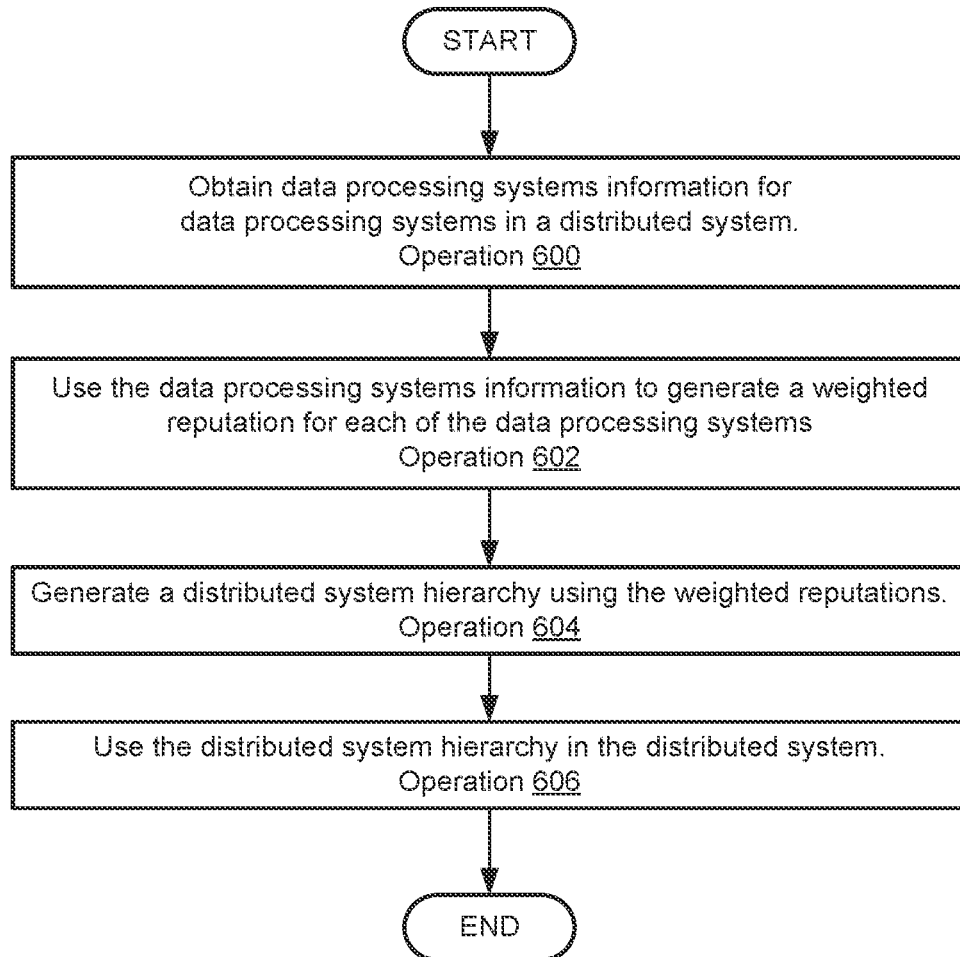 START
Obtain data processing systems information for
data processing systems in a distributed system.
Operation 600
Use the data processing systems information to generate a weighted
reputation for each of the data processing systems
Operation 602
Generate a distributed system hierarchy using the weighted reputations.
Operation 604
Use the distributed system hierarchy in the distributed system.
Operation 606
END